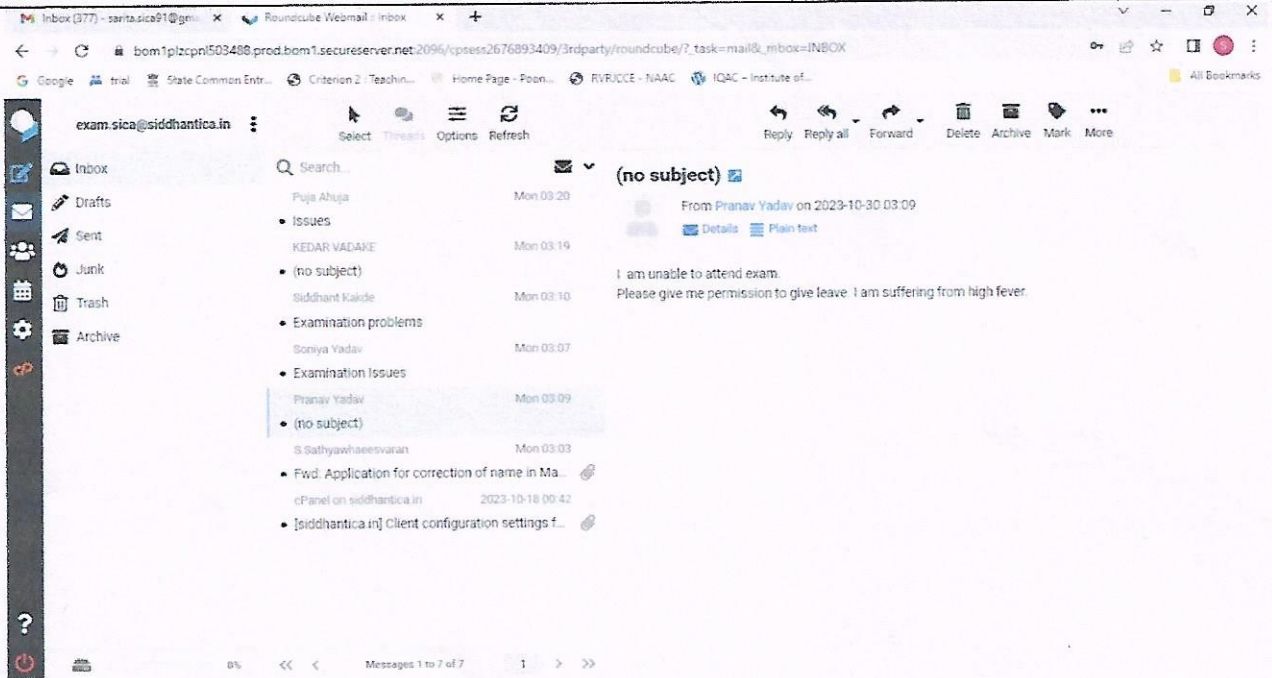 Inbox (377) - sarita.sica91@gm
Roundcube Webmail : Inbox
bom1plzcpnl503488.prod.bom1.secureserver.net:2096/cpsess2676893409/3rdparty/roundcube/?_task=mail&_mbox=INBOX
Google trial State Common Entr... Criterion 2 : Teachin... Home Page - Poon... RVRJCCE - NAAC IQAC – Institute of... All Bookmarks
exam.sica@siddhantica.in
Select Threads Options Refresh
Reply Reply all Forward Delete Archive Mark More
Inbox
Drafts
Sent
Junk
Trash
Archive
Search...
Puja Ahuja Mon 03:20
Issues
KEDAR VADAKE Mon 03:19
(no subject)
Siddhant Kakde Mon 03:10
Examination problems
Soniya Yadav Mon 03:07
Examination Issues
Pranav Yadav Mon 03:09
(no subject)
S.Sathyawhaeesvaran Mon 03:03
Fwd: Application for correction of name in Ma...
cPanel on siddhantica.in 2023-10-18 00:42
[siddhantica.in] Client configuration settings f...
(no subject)
From Pranav Yadav on 2023-10-30 03:09
Details Plain text
I am unable to attend exam.
Please give me permission to give leave. I am suffering from high fever.
8%
Messages 1 to 7 of 7
1